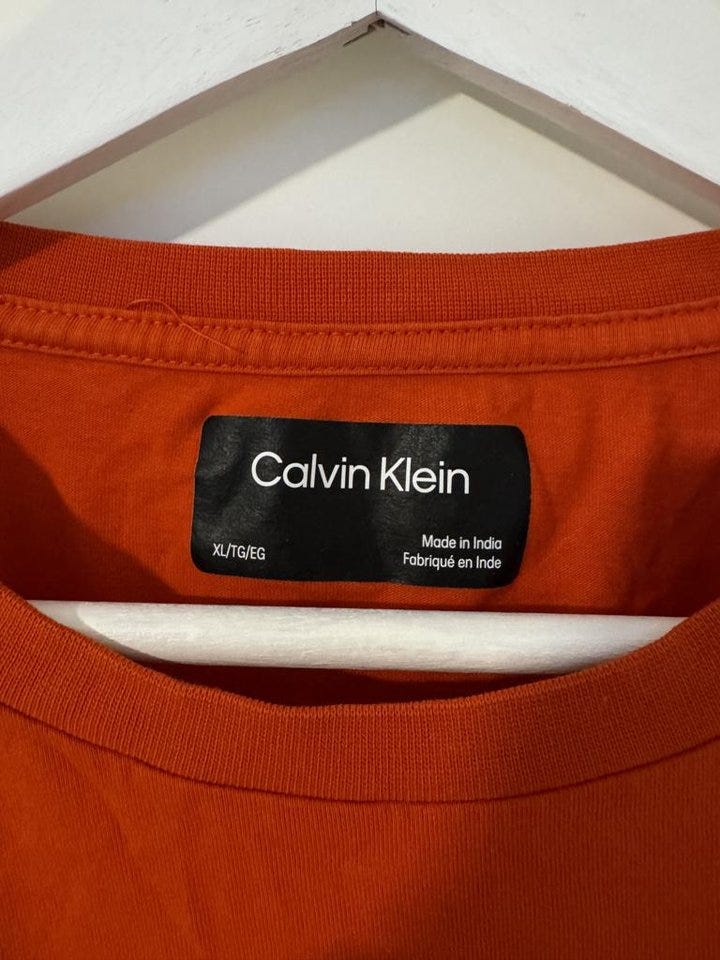 Calvin Klein
XL/TG/EG
Made in India
Fabriqué en Inde